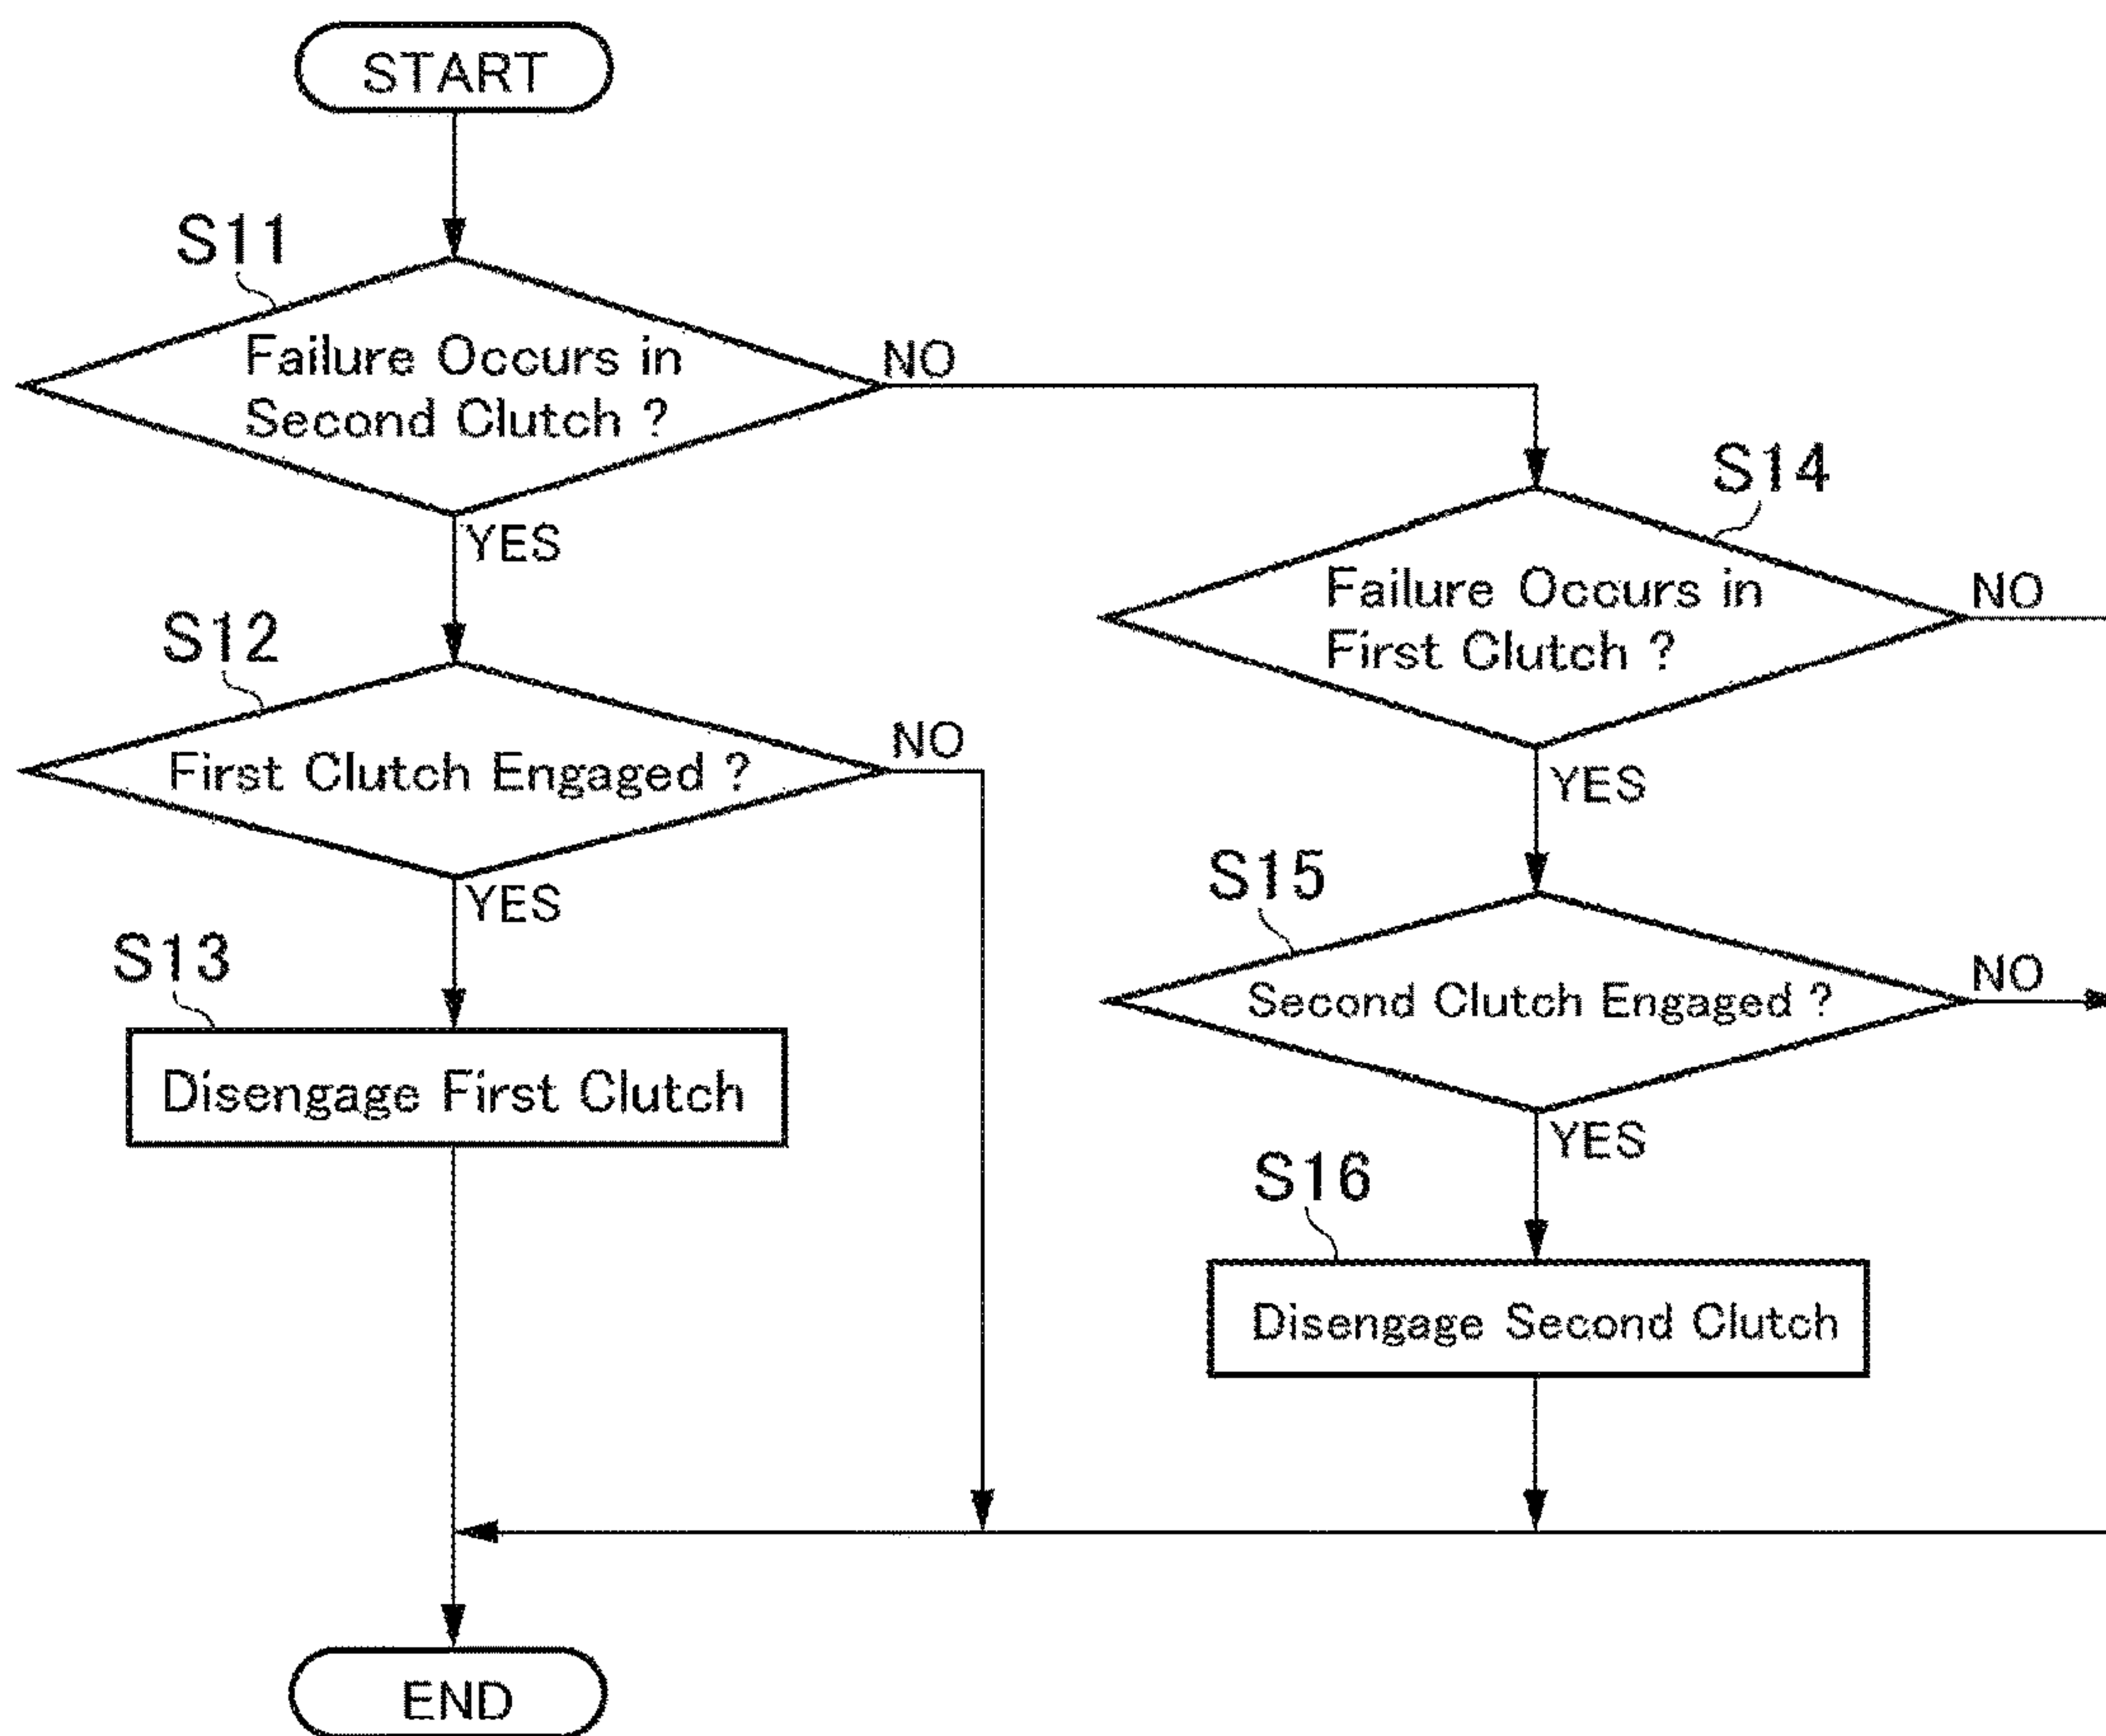 START
S11
Failure Occurs in
Second Clutch ?
NO
YES
S12
First Clutch Engaged ?
NO
YES
S13
Disengage First Clutch
S14
Failure Occurs in
First Clutch ?
NO
YES
S15
Second Clutch Engaged ?
NO
YES
S16
Disengage Second Clutch
END